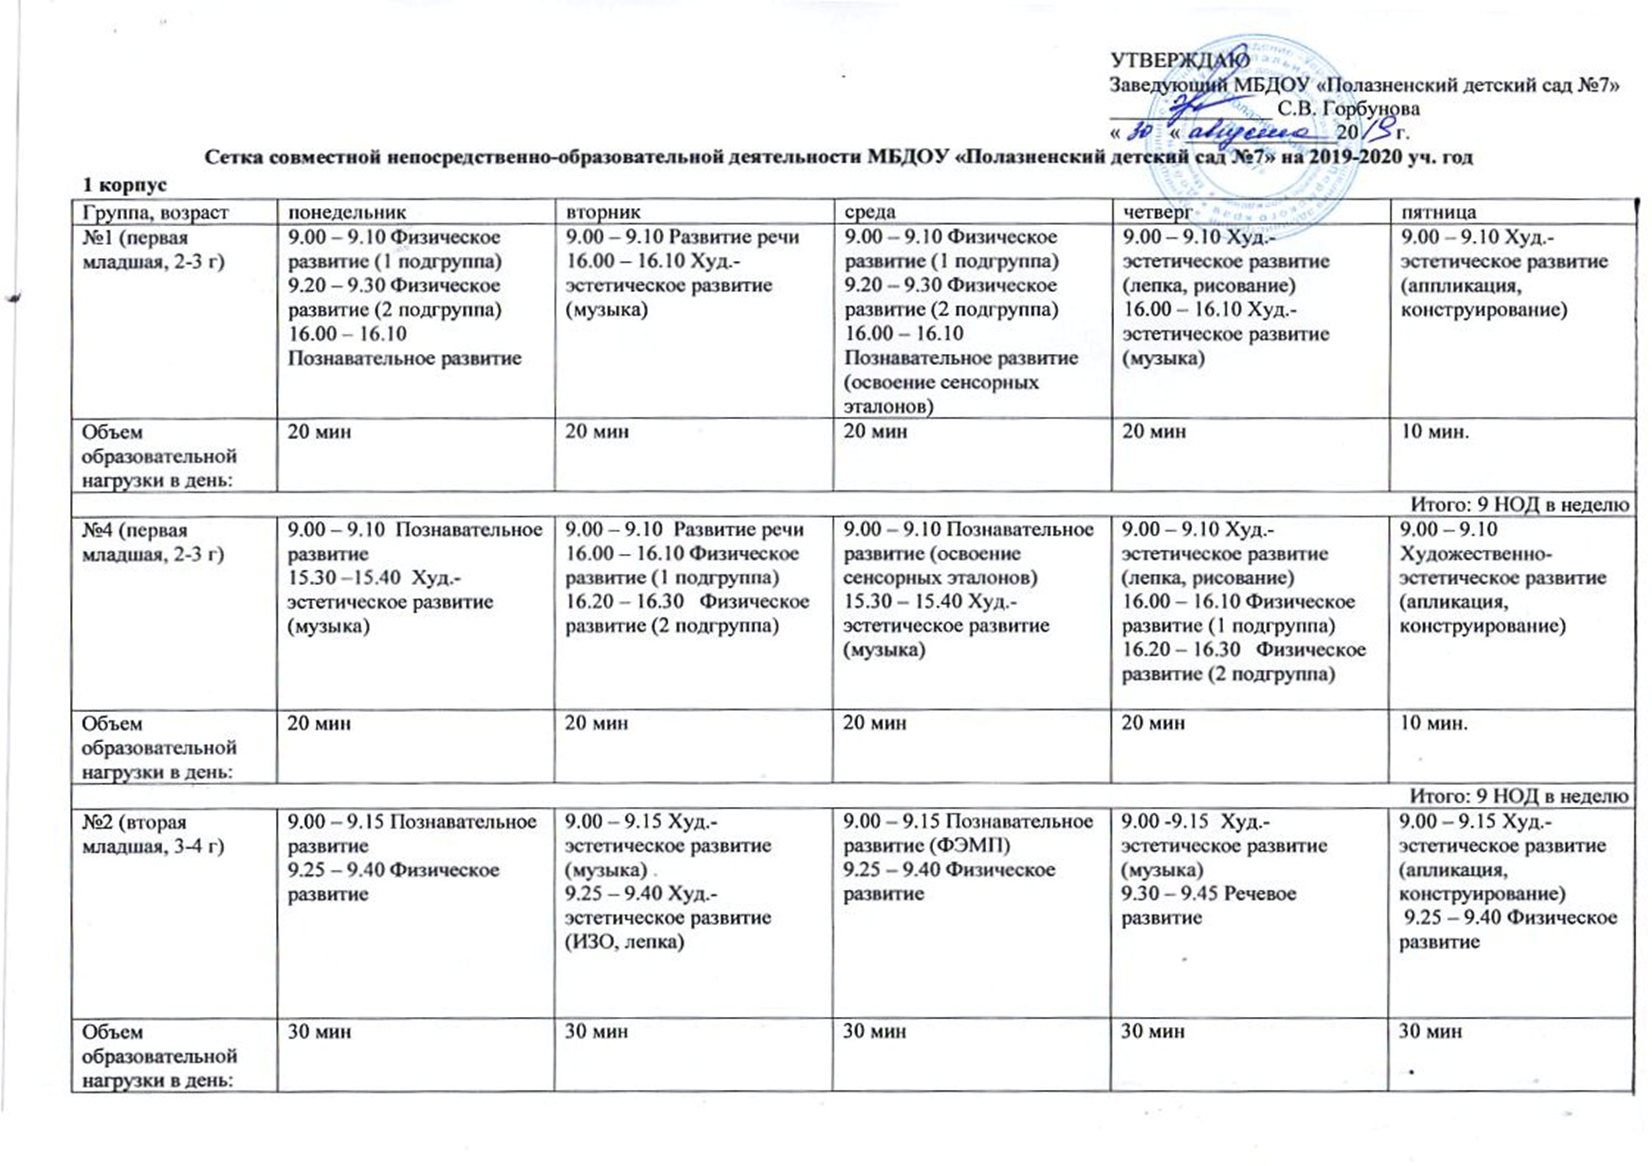 УТВЕРЖДАЮ
Заведующий МБДОУ «Полазненский детский сад №7»
С.В. Горбунова
« 30 « августа 2019 г.
Сетка совместной непосредственно-образовательной деятельности МБДОУ «Полазненский детский сад №7» на 2019-2020 уч. год
1 корпус
Группа, возраст
понедельник
вторник
среда
четверг
пятница
№1 (первая
младшая, 2-3 г)
9.00 – 9.10 Физическое
развитие (1 подгруппа)
9.20 – 9.30 Физическое
развитие (2 подгруппа)
16.00 – 16.10
Познавательное развитие
9.00 – 9.10 Развитие речи
16.00 – 16.10 Худ.-
эстетическое развитие
(музыка)
9.00 – 9.10 Физическое
развитие (1 подгруппа)
9.20 – 9.30 Физическое
развитие (2 подгруппа)
16.00 – 16.10
Познавательное развитие
(освоение сенсорных
эталонов)
9.00 – 9.10 Худ.-
эстетическое развитие
(лепка, рисование)
16.00 – 16.10 Худ.-
эстетическое развитие
(музыка)
9.00 – 9.10 Худ.-
эстетическое развитие
(аппликация,
конструирование)
Объем
образовательной
нагрузки в день:
20 мин
20 мин
20 мин
20 мин
10 мин.
Итого: 9 НОД в неделю
№4 (первая
младшая, 2-3 г)
9.00 – 9.10 Познавательное
развитие
15.30 –15.40 Худ.-
эстетическое развитие
(музыка)
9.00 – 9.10 Развитие речи
16.00 – 16.10 Физическое
развитие (1 подгруппа)
16.20 – 16.30 Физическое
развитие (2 подгруппа)
9.00 – 9.10 Познавательное
развитие (освоение
сенсорных эталонов)
15.30 – 15.40 Худ.-
эстетическое развитие
(музыка)
9.00 – 9.10 Худ.-
эстетическое развитие
(лепка, рисование)
16.00 – 16.10 Физическое
развитие (1 подгруппа)
16.20 – 16.30 Физическое
развитие (2 подгруппа)
9.00 – 9.10
Художественно-
эстетическое развитие
(апликация,
конструирование)
Объем
образовательной
нагрузки в день:
20 мин
20 мин
20 мин
20 мин
10 мин.
Итого: 9 НОД в неделю
№2 (вторая
младшая, 3-4 г)
9.00 – 9.15 Познавательное
развитие
9.25 – 9.40 Физическое
развитие
9.00 – 9.15 Худ.-
эстетическое развитие
(музыка)
9.25 – 9.40 Худ.-
эстетическое развитие
(ИЗО, лепка)
9.00 – 9.15 Познавательное
развитие (ФЭМП)
9.25 – 9.40 Физическое
развитие
9.00 -9.15 Худ.-
эстетическое развитие
(музыка)
9.30 – 9.45 Речевое
развитие
9.00 – 9.15 Худ.-
эстетическое развитие
(апликация,
конструирование)
9.25 – 9.40 Физическое
развитие
Объем
образовательной
нагрузки в день:
30 мин
30 мин
30 мин
30 мин
30 мин